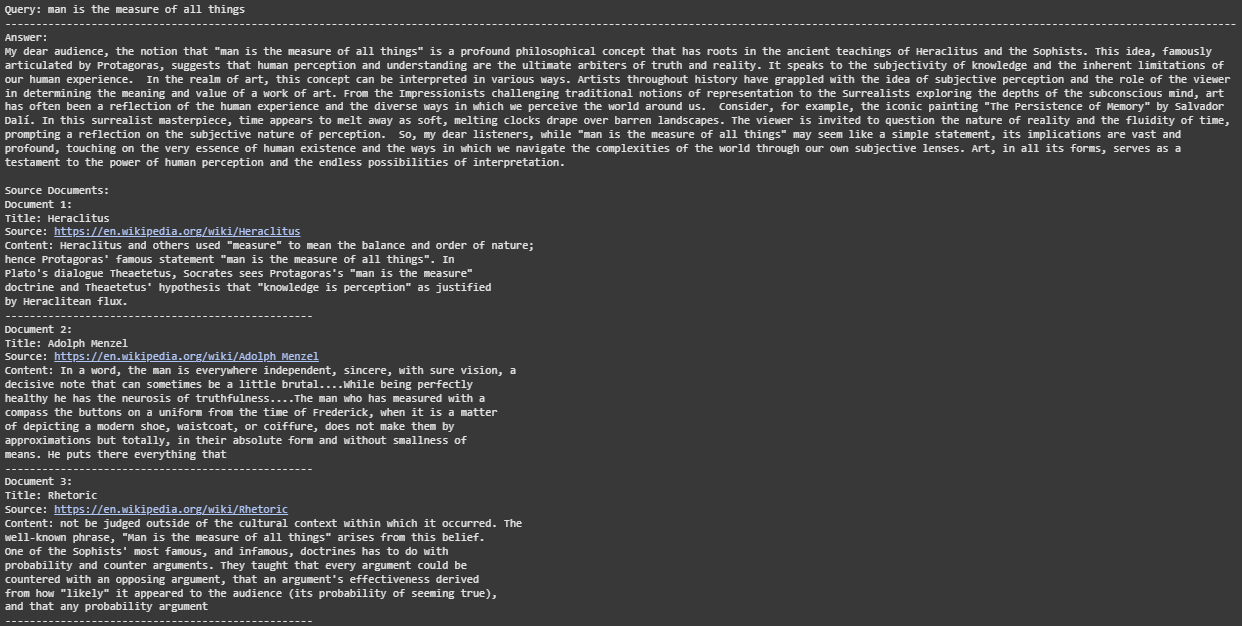 Query: man is the measure of all things
--------------------------------------------------------------------------------
Answer:
My dear audience, the notion that "man is the measure of all things" is a profound philosophical concept that has roots in the ancient teachings of Heraclitus and the Sophists. This idea, famously
articulated by Protagoras, suggests that human perception and understanding are the ultimate arbiters of truth and reality. It speaks to the subjectivity of knowledge and the inherent limitations of
our human experience.  In the realm of art, this concept can be interpreted in various ways. Artists throughout history have grappled with the idea of subjective perception and the role of the viewer
in determining the meaning and value of a work of art. From the Impressionists challenging traditional notions of representation to the Surrealists exploring the depths of the subconscious mind, art
has often been a reflection of the human experience and the diverse ways in which we perceive the world around us.  Consider, for example, the iconic painting "The Persistence of Memory" by Salvador
Dalí. In this surrealist masterpiece, time appears to melt away as soft, melting clocks drape over barren landscapes. The viewer is invited to question the nature of reality and the fluidity of time,
prompting a reflection on the subjective nature of perception.  So, my dear listeners, while "man is the measure of all things" may seem like a simple statement, its implications are vast and
profound, touching on the very essence of human existence and the ways in which we navigate the complexities of the world through our own subjective lenses. Art, in all its forms, serves as a
testament to the power of human perception and the endless possibilities of interpretation.
Source Documents:
Document 1:
Title: Heraclitus
Source: https://en.wikipedia.org/wiki/Heraclitus
Content: Heraclitus and others used "measure" to mean the balance and order of nature;
hence Protagoras' famous statement "man is the measure of all things". In
Plato's dialogue Theaetetus, Socrates sees Protagoras's "man is the measure"
doctrine and Theaetetus' hypothesis that "knowledge is perception" as justified
by Heraclitean flux.
--------------------------------------------------
Document 2:
Title: Adolph Menzel
Source: https://en.wikipedia.org/wiki/Adolph_Menzel
Content: In a word, the man is everywhere independent, sincere, with sure vision, a
decisive note that can sometimes be a little brutal....While being perfectly
healthy he has the neurosis of truthfulness....The man who has measured with a
compass the buttons on a uniform from the time of Frederick, when it is a matter
of depicting a modern shoe, waistcoat, or coiffure, does not make them by
approximations but totally, in their absolute form and without smallness of
means. He puts there everything that
--------------------------------------------------
Document 3:
Title: Rhetoric
Source: https://en.wikipedia.org/wiki/Rhetoric
Content: not be judged outside of the cultural context within which it occurred. The
well-known phrase, "Man is the measure of all things" arises from this belief.
One of the Sophists' most famous, and infamous, doctrines has to do with
probability and counter arguments. They taught that every argument could be
countered with an opposing argument, that an argument's effectiveness derived
from how "likely" it appeared to the audience (its probability of seeming true),
and that any probability argument
--------------------------------------------------